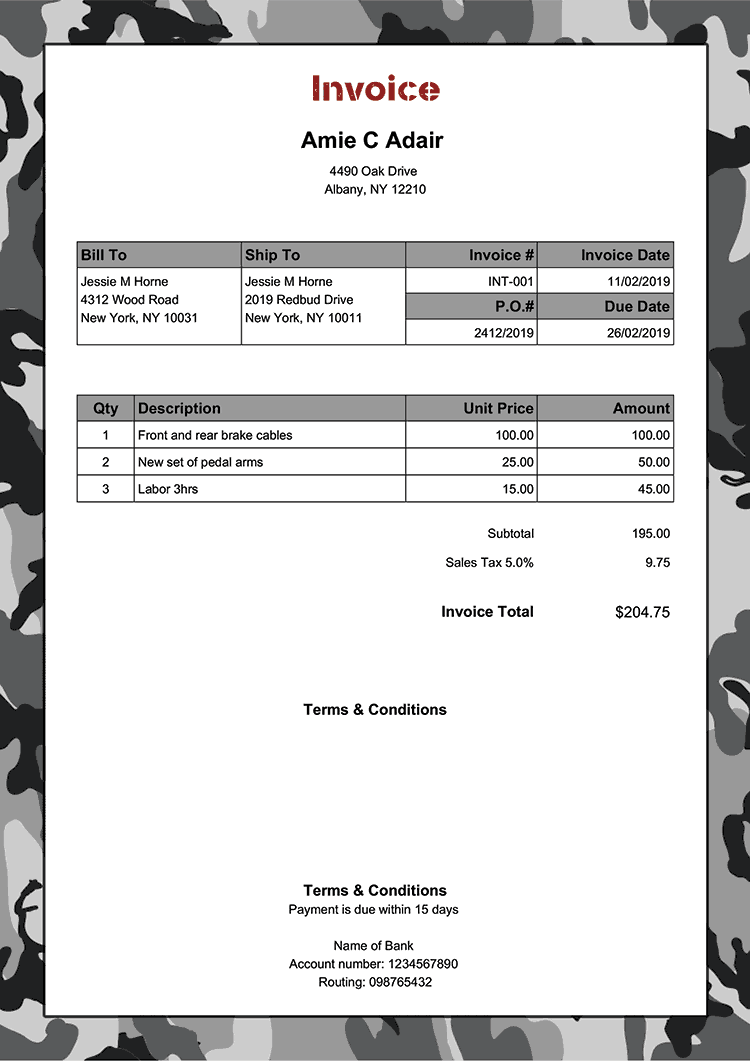 Invoice
Amie C Adair
4490 Oak Drive
Albany, NY 12210
Bill To Ship To Invoice # Invoice Date
Jessie M Horne Jessie M Horne INT-001 11/02/2019
4312 Wood Road 2019 Redbud Drive P.O.# Due Date
New York, NY 10031 New York, NY 10011 2412/2019 26/02/2019
Qty Description Unit Price Amount
1 Front and rear brake cables 100.00 100.00
2 New set of pedal arms 25.00 50.00
3 Labor 3hrs 15.00 45.00
Subtotal 195.00
Sales Tax 5.0% 9.75
Invoice Total $204.75
Terms & Conditions
Terms & Conditions
Payment is due within 15 days
Name of Bank
Account number: 1234567890
Routing: 098765432